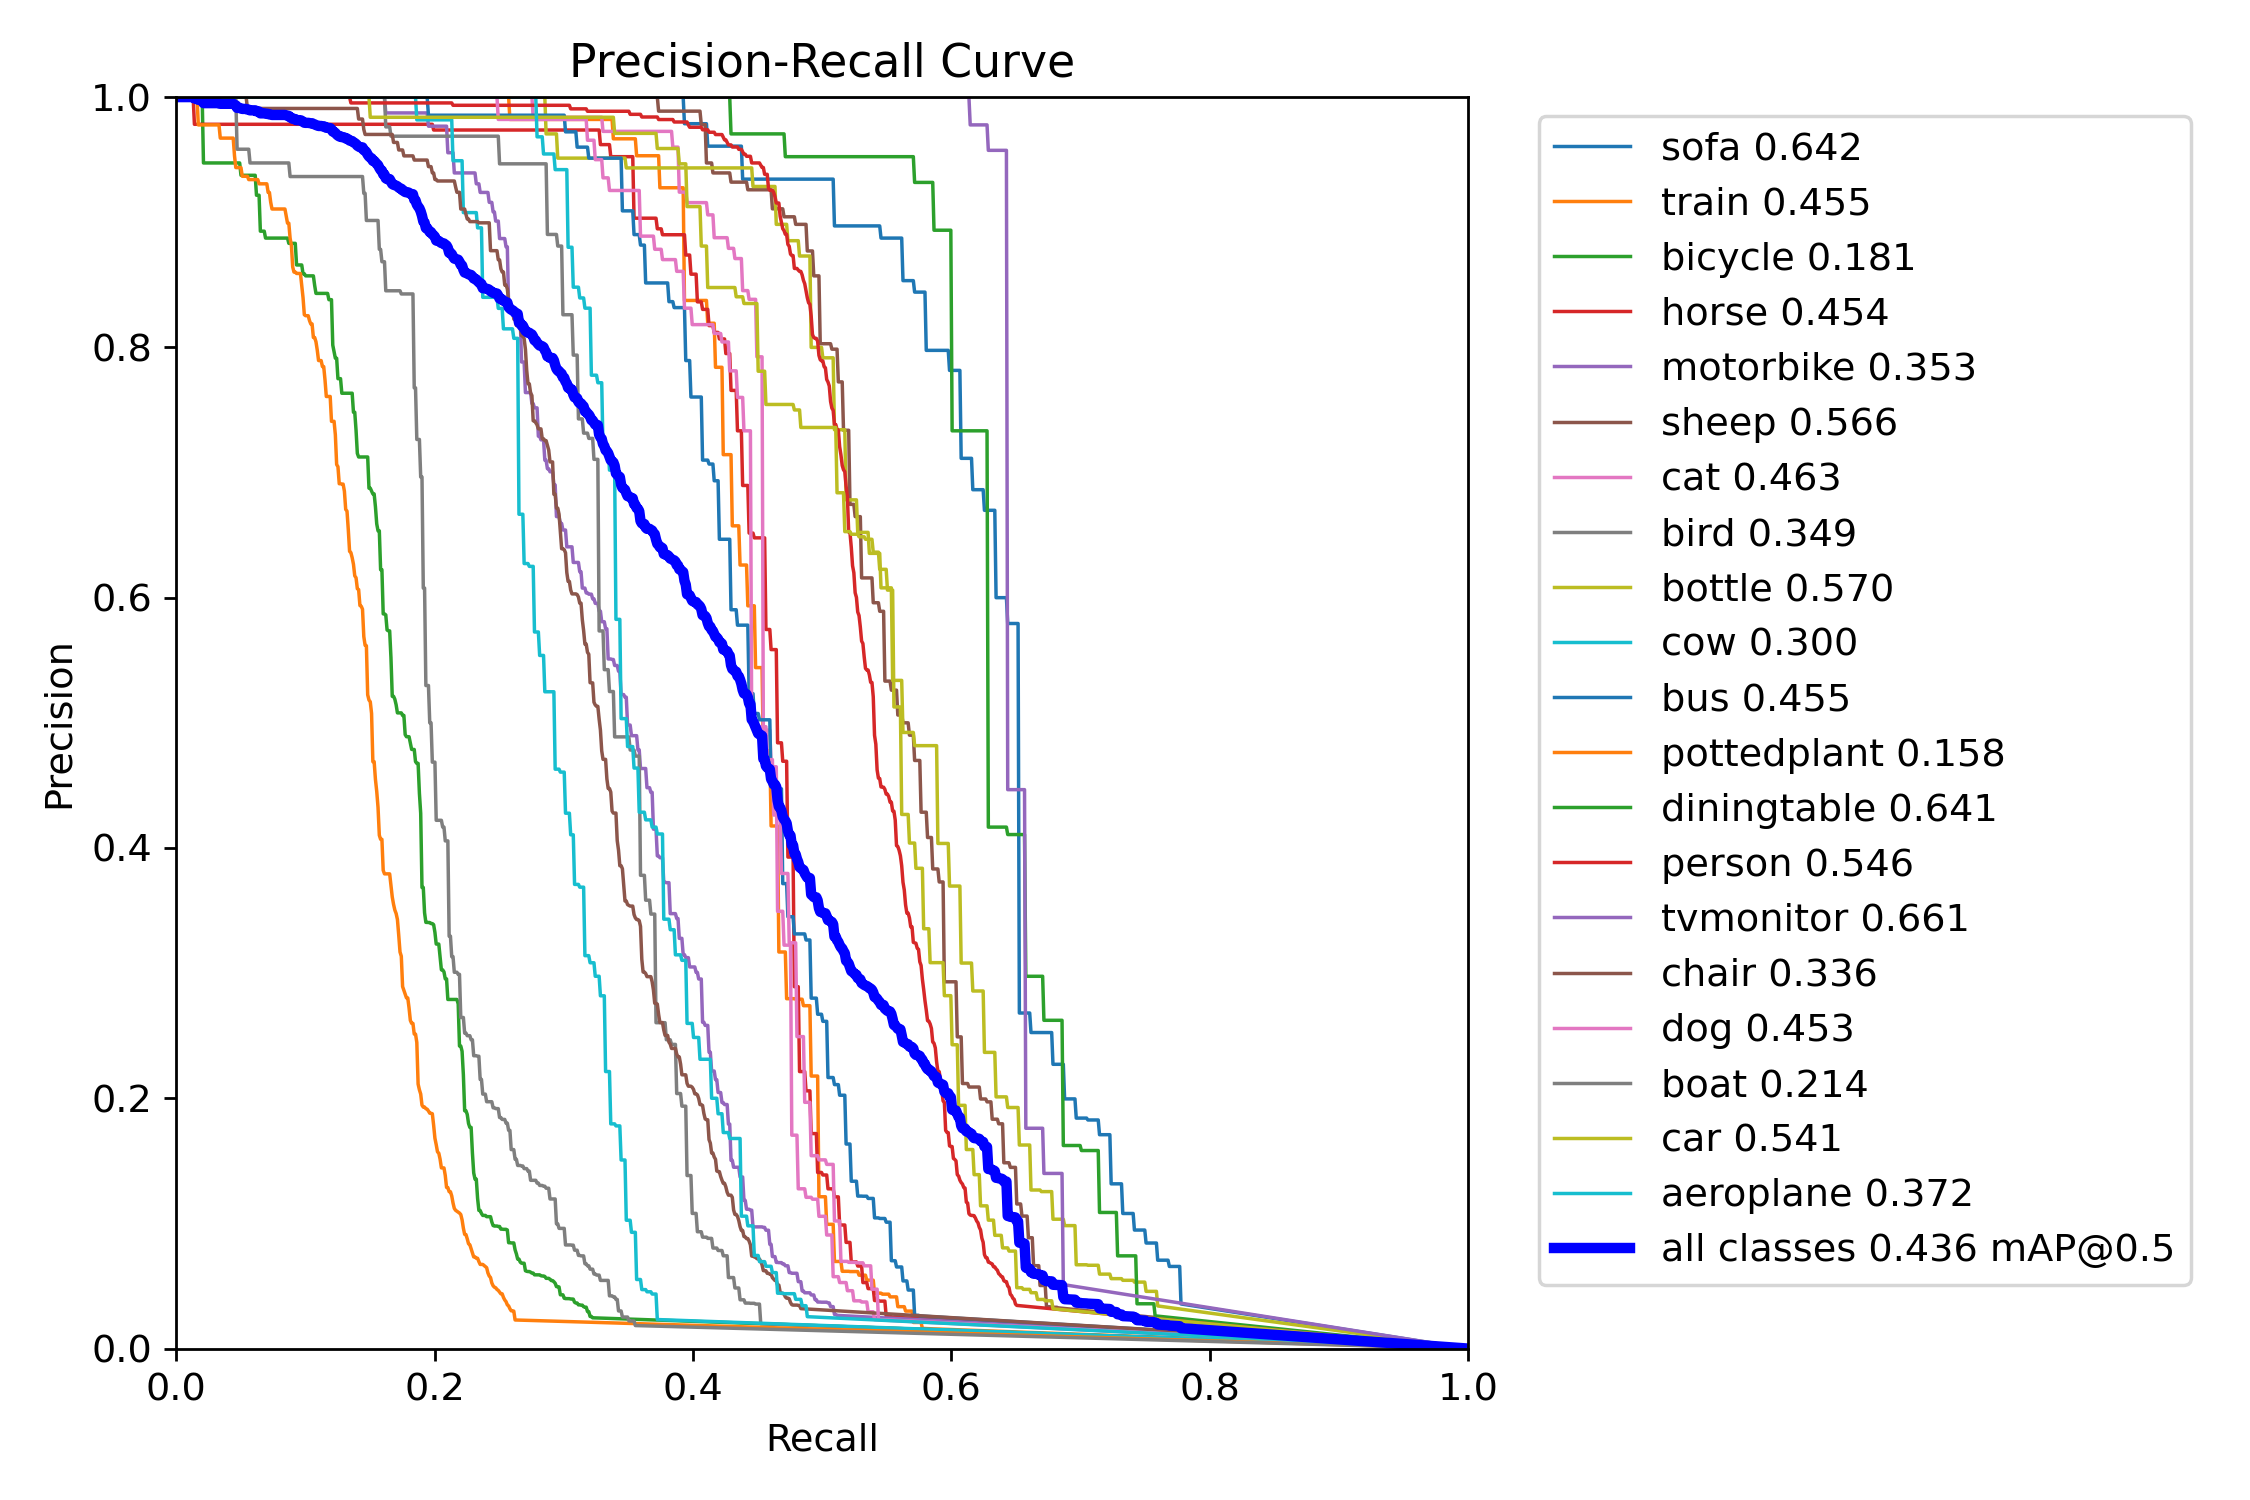 Precision-Recall Curve
1.0
0.8
0.6
0.4
0.2
0.0
Precision
0.0 0.2 0.4 0.6 0.8 1.0
Recall
sofa 0.642
train 0.455
bicycle 0.181
horse 0.454
motorbike 0.353
sheep 0.566
cat 0.463
bird 0.349
bottle 0.570
cow 0.300
bus 0.455
pottedplant 0.158
diningtable 0.641
person 0.546
tvmonitor 0.661
chair 0.336
dog 0.453
boat 0.214
car 0.541
aeroplane 0.372
all classes 0.436 mAP@0.5